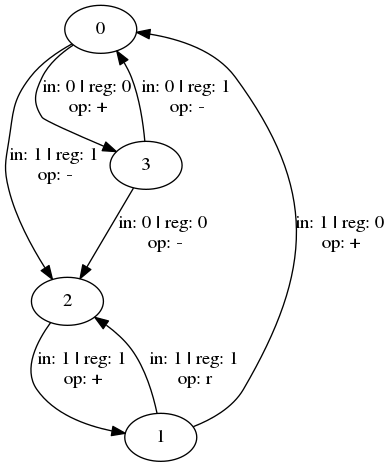 0
in: 0 | reg: 0
op: +
in: 0 | reg: 1
op: -
in: 1 | reg: 1
op: -
3
in: 0 | reg: 0
op: -
in: 1 | reg: 0
op: +
2
in: 1 | reg: 1
op: +
in: 1 | reg: 1
op: r
1